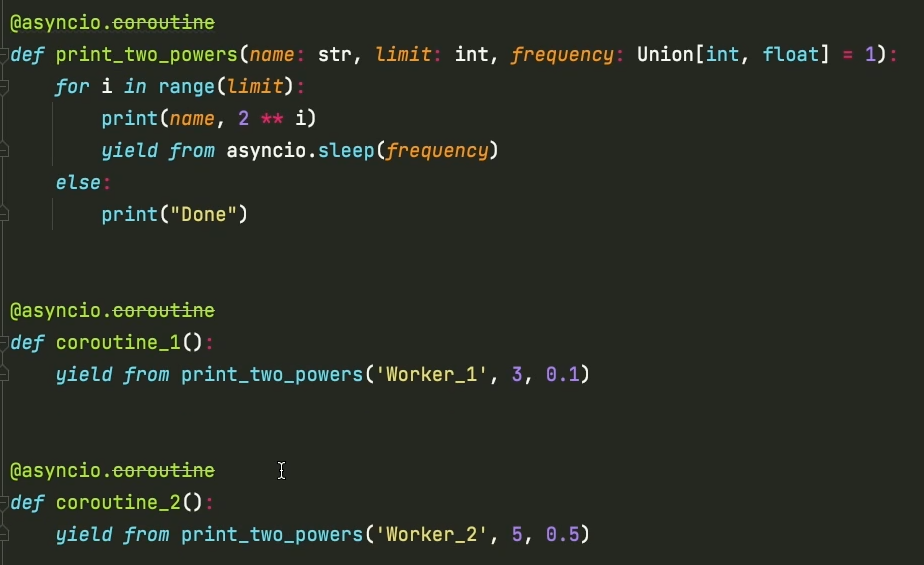 @asyncio.coroutine
def print_two_powers(name: str, limit: int, frequency: Union[int, float] = 1):
    for i in range(limit):
        print(name, 2 ** i)
        yield from asyncio.sleep(frequency)
    else:
        print("Done")
@asyncio.coroutine
def coroutine_1():
    yield from print_two_powers('Worker_1', 3, 0.1)
@asyncio.coroutine
def coroutine_2():
    yield from print_two_powers('Worker_2', 5, 0.5)